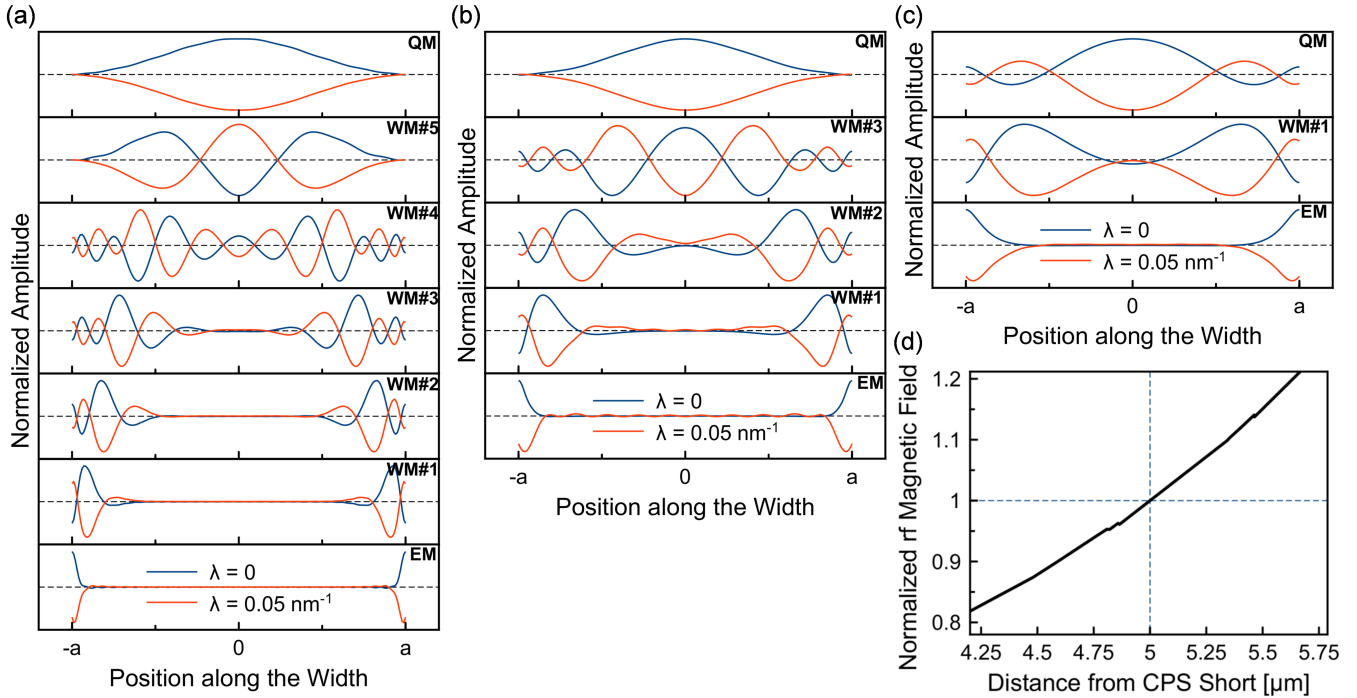 (a)
QM
WM#5
WM#4
WM#3
WM#2
WM#1
EM
λ = 0
λ = 0.05 nm⁻¹
-a
0
a
Normalized Amplitude
Position along the Width
(b)
QM
WM#3
WM#2
WM#1
EM
λ = 0
λ = 0.05 nm⁻¹
-a
0
a
Normalized Amplitude
Position along the Width
(c)
QM
WM#1
EM
λ = 0
λ = 0.05 nm⁻¹
-a
0
a
Normalized Amplitude
Position along the Width
(d)
1.2
1.1
1
0.9
0.8
4.25
4.5
4.75
5
5.25
5.5
5.75
Normalized rf Magnetic Field
Distance from CPS Short [µm]